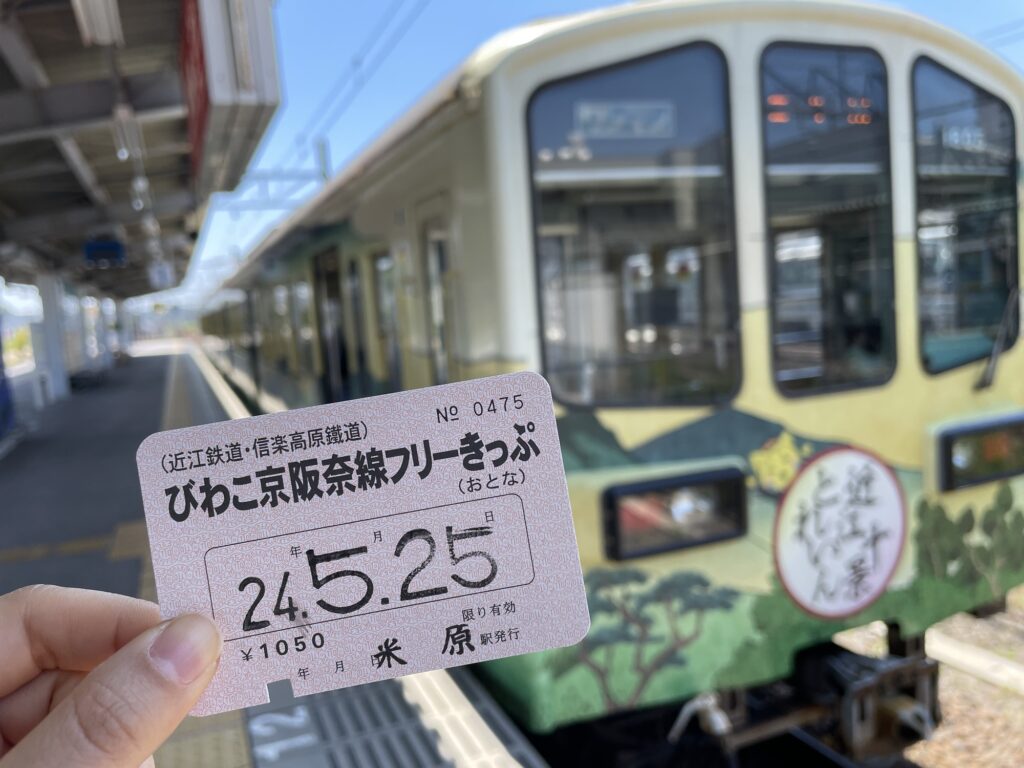 № 0475
(近江鉄道・信楽高原鐵道)
びわこ京阪奈線フリーきっぷ
(おとな)
年 月 日
24.5.25
限り有効
¥1050
米原駅発行
年 月 日
近江十景
とれいん
12